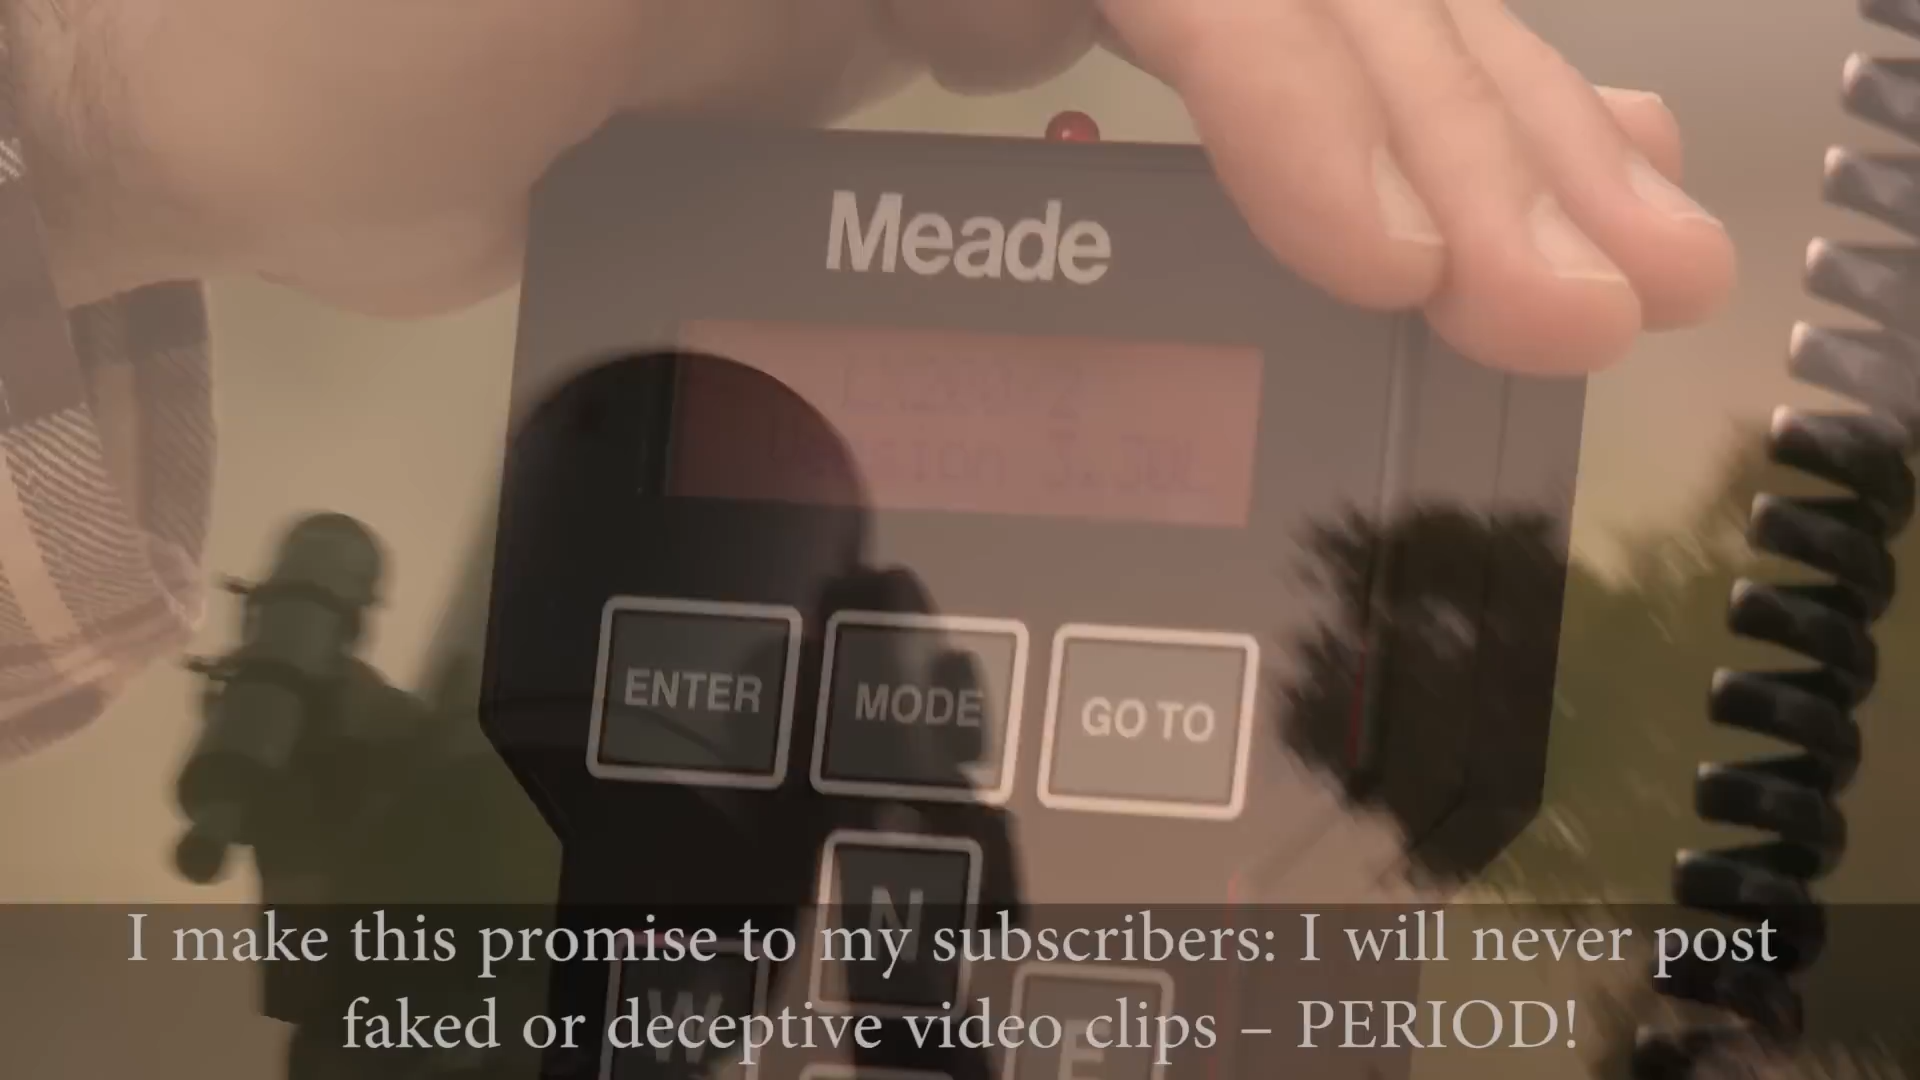 Meade
ENTER
MODE
GO TO
N
W
E
I make this promise to my subscribers: I will never post
faked or deceptive video clips – PERIOD!